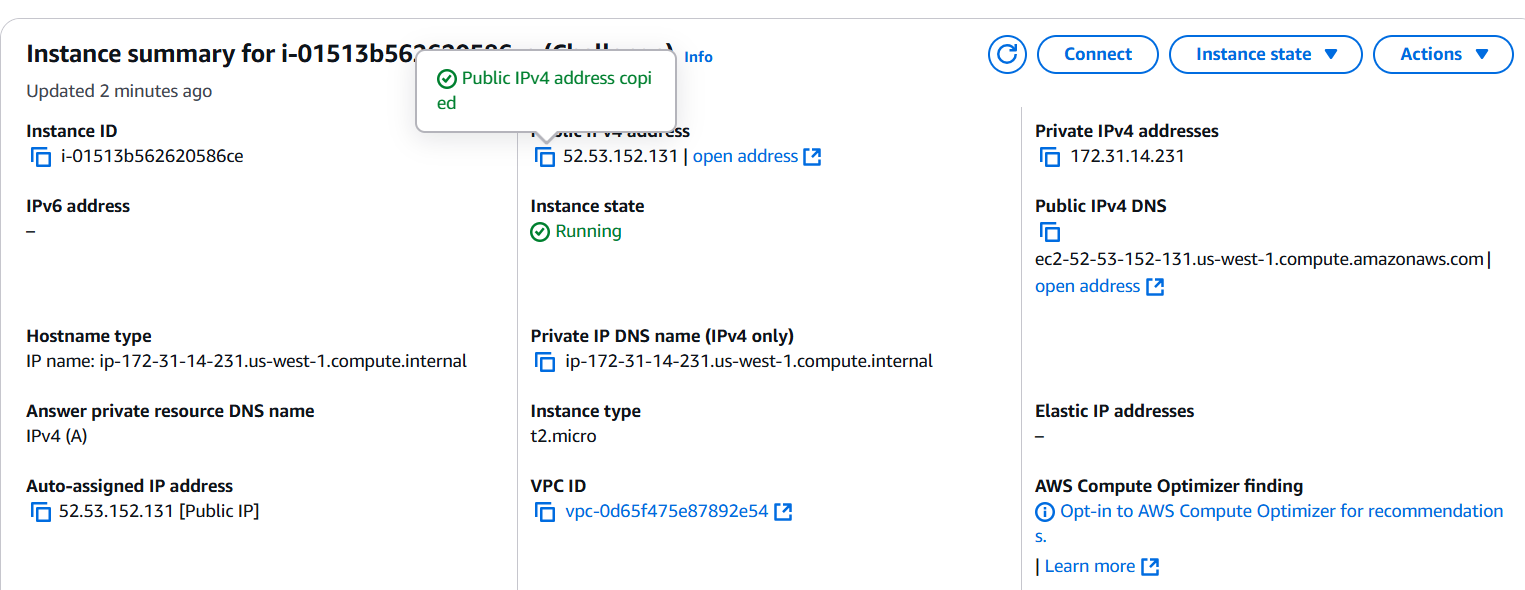 Instance summary for i-01513b562620586
Info
Connect
Instance state
Actions
Public IPv4 address copi
ed
Updated 2 minutes ago
Instance ID
i-01513b562620586ce
Public IPv4 address
52.53.152.131 | open address
Private IPv4 addresses
172.31.14.231
IPv6 address
–
Instance state
Running
Public IPv4 DNS
ec2-52-53-152-131.us-west-1.compute.amazonaws.com |
open address
Hostname type
IP name: ip-172-31-14-231.us-west-1.compute.internal
Private IP DNS name (IPv4 only)
ip-172-31-14-231.us-west-1.compute.internal
Answer private resource DNS name
IPv4 (A)
Instance type
t2.micro
Elastic IP addresses
–
Auto-assigned IP address
52.53.152.131 [Public IP]
VPC ID
vpc-0d65f475e87892e54
AWS Compute Optimizer finding
Opt-in to AWS Compute Optimizer for recommendation
s.
| Learn more